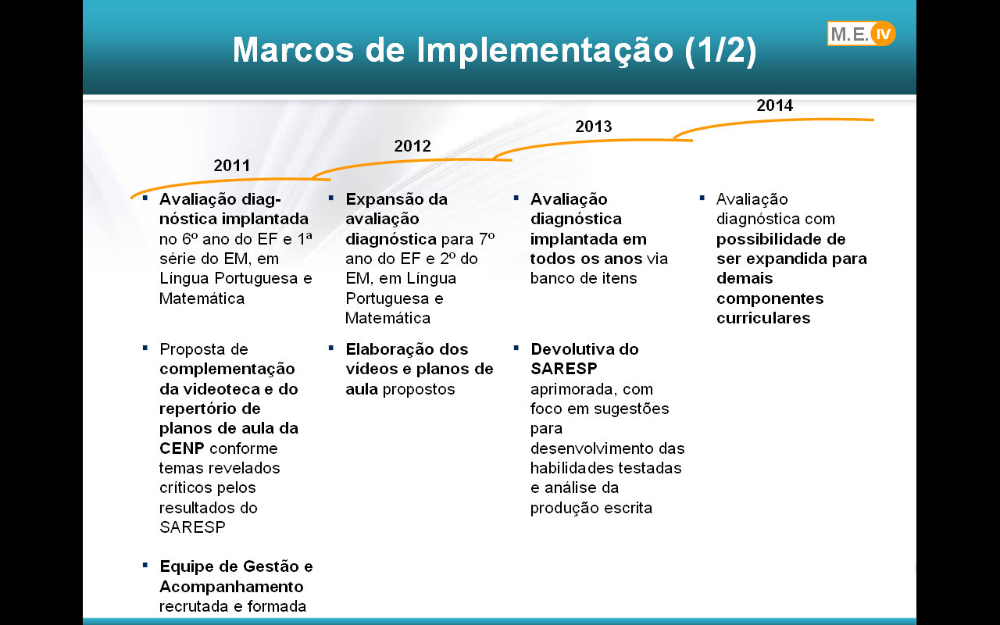 Marcos de Implementação (1/2)
M.E. IV
2011
2012
2013
2014
▪ Avaliação diag-
nóstica implantada
no 6º ano do EF e 1ª
série do EM, em
Língua Portuguesa e
Matemática
▪ Proposta de
complementação
da videoteca e do
repertório de
planos de aula da
CENP conforme
temas revelados
críticos pelos
resultados do
SARESP
▪ Equipe de Gestão e
Acompanhamento
recrutada e formada
▪ Expansão da
avaliação
diagnóstica para 7º
ano do EF e 2º do
EM, em Língua
Portuguesa e
Matemática
▪ Elaboração dos
vídeos e planos de
aula propostos
▪ Avaliação
diagnóstica
implantada em
todos os anos via
banco de itens
▪ Devolutiva do
SARESP
aprimorada, com
foco em sugestões
para
desenvolvimento das
habilidades testadas
e análise da
produção escrita
▪ Avaliação
diagnóstica com
possibilidade de
ser expandida para
demais
componentes
curriculares